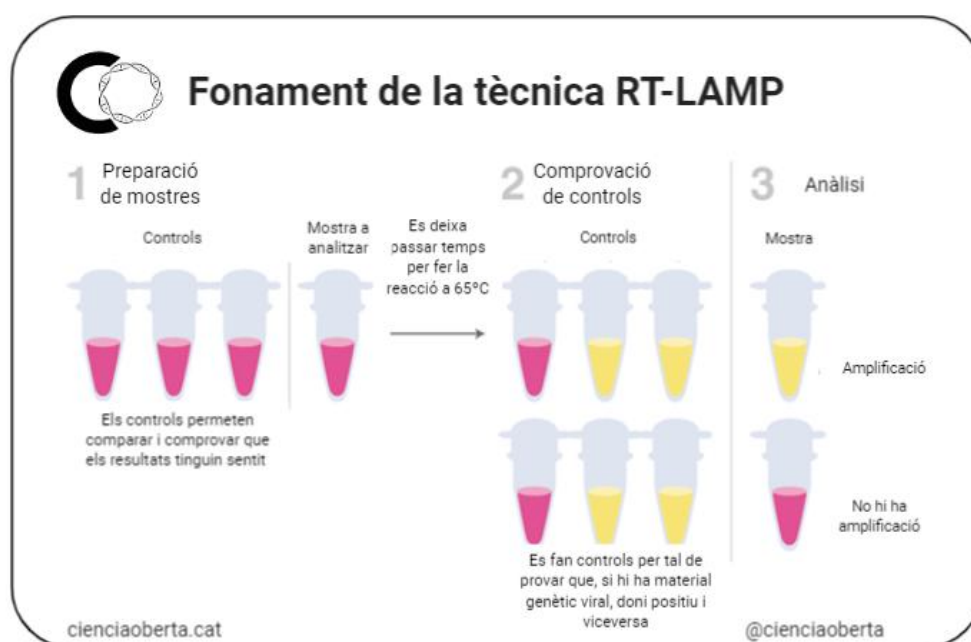 Fonament de la tècnica RT-LAMP
1 Preparació
de mostres
Controls
Mostra a
analitzar
Es deixa
passar temps
per fer la
reacció a 65ºC
Els controls permeten
comparar i comprovar que
els resultats tinguin sentit
2 Comprovació
de controls
Controls
Es fan controls per tal de
provar que, si hi ha material
genètic viral, doni positiu i
viceversa
3 Anàlisi
Mostra
Amplificació
No hi ha
amplificació
cienciaoberta.cat
@cienciaoberta